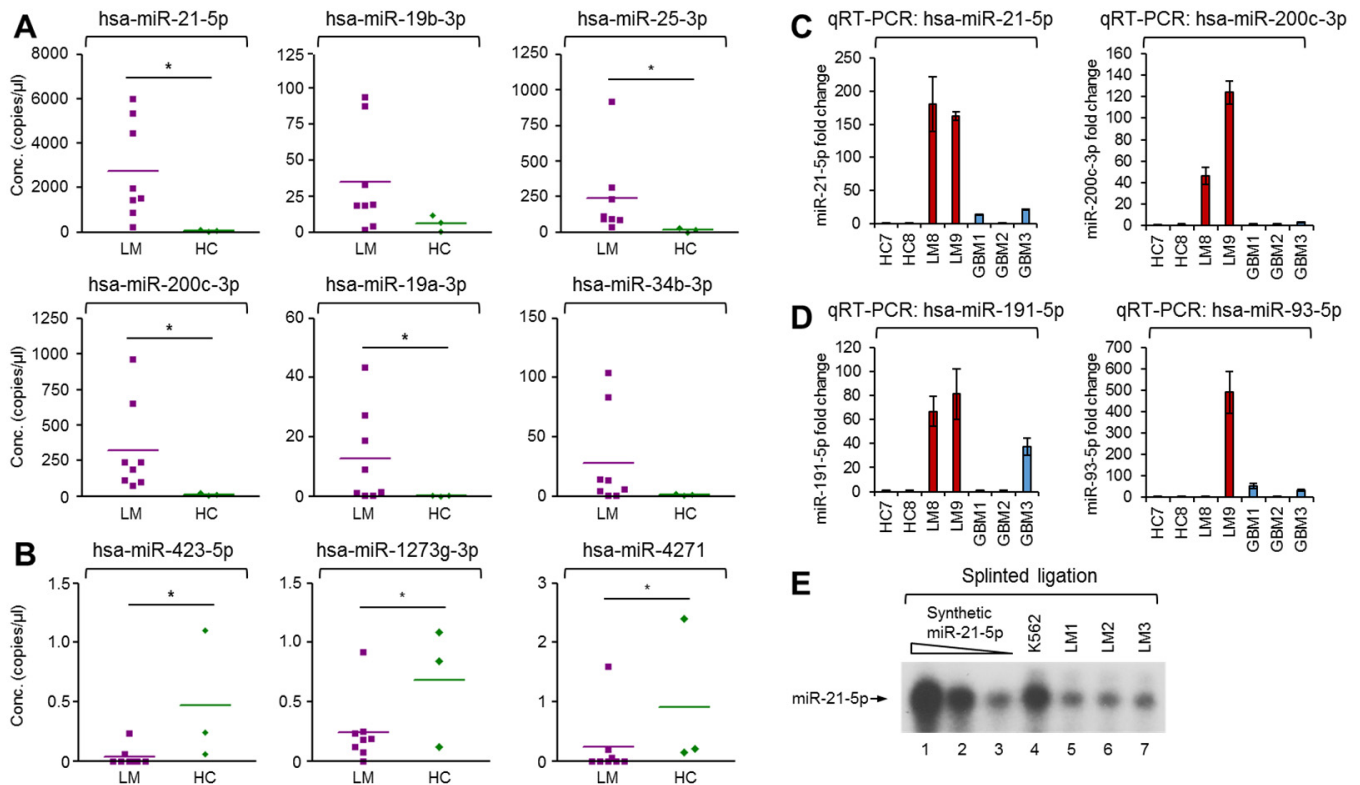 A
hsa-miR-21-5p
hsa-miR-19b-3p
hsa-miR-25-3p
Conc. (copies/µl)
8000
6000
4000
2000
0
*
LM HC
125
100
75
50
25
0
LM HC
1250
1000
750
500
250
0
*
LM HC
hsa-miR-200c-3p
hsa-miR-19a-3p
hsa-miR-34b-3p
Conc. (copies/µl)
1250
1000
750
500
250
0
*
LM HC
60
40
20
0
*
LM HC
150
100
50
0
LM HC
B
hsa-miR-423-5p
hsa-miR-1273g-3p
hsa-miR-4271
Conc. (copies/µl)
1.5
1.0
0.5
0
*
LM HC
1.5
1.0
0.5
0
*
LM HC
3
2
1
0
*
LM HC
C
qRT-PCR: hsa-miR-21-5p
miR-21-5p fold change
250
200
150
100
50
0
HC7 HC8 LM8 LM9 GBM1 GBM2 GBM3
qRT-PCR: hsa-miR-200c-3p
miR-200c-3p fold change
160
140
120
100
80
60
40
20
0
HC7 HC8 LM8 LM9 GBM1 GBM2 GBM3
D
qRT-PCR: hsa-miR-191-5p
miR-191-5p fold change
120
100
80
60
40
20
0
HC7 HC8 LM8 LM9 GBM1 GBM2 GBM3
qRT-PCR: hsa-miR-93-5p
miR-93-5p fold change
700
600
500
400
300
200
100
0
HC7 HC8 LM8 LM9 GBM1 GBM2 GBM3
E
Splinted ligation
Synthetic
miR-21-5p
K562 LM1 LM2 LM3
miR-21-5p
1 2 3 4 5 6 7